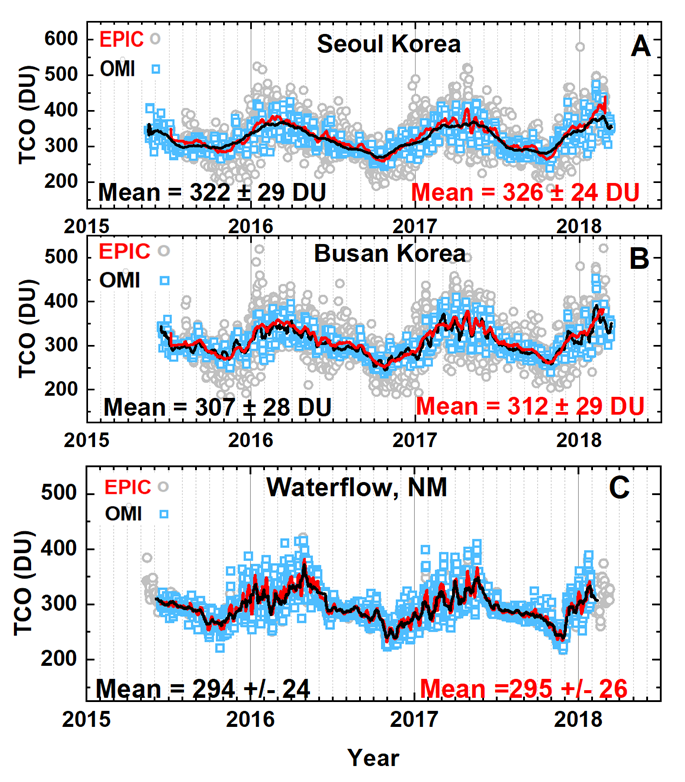 600
EPIC
Seoul Korea
A
500
OMI
TCO (DU)
400
300
200
Mean = 322 ± 29 DU
Mean = 326 ± 24 DU
2015
2016
2017
2018
EPIC
Busan Korea
B
500
OMI
TCO (DU)
400
300
200
Mean = 307 ± 28 DU
Mean = 312 ± 29 DU
2015
2016
2017
2018
500
EPIC
Waterflow, NM
C
OMI
TCO (DU)
400
300
200
Mean = 294 +/- 24
Mean =295 +/- 26
2015
2016
2017
2018
Year